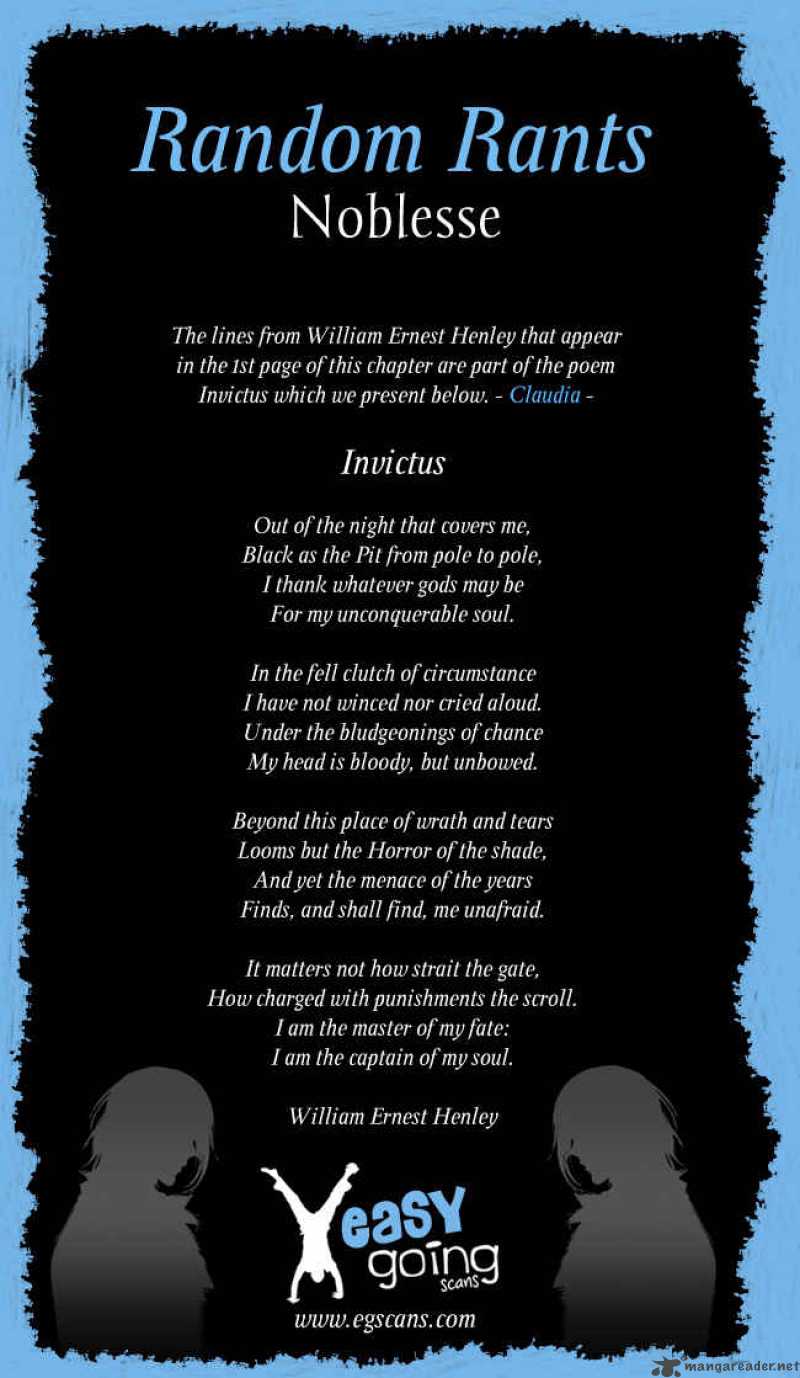 Random Rants
Noblesse
The lines from William Ernest Henley that appear
in the 1st page of this chapter are part of the poem
Invictus which we present below. - Claudia -
Invictus
Out of the night that covers me,
Black as the Pit from pole to pole,
I thank whatever gods may be
For my unconquerable soul.
In the fell clutch of circumstance
I have not winced nor cried aloud.
Under the bludgeonings of chance
My head is bloody, but unbowed.
Beyond this place of wrath and tears
Looms but the Horror of the shade,
And yet the menace of the years
Finds, and shall find, me unafraid.
It matters not how strait the gate,
How charged with punishments the scroll.
I am the master of my fate:
I am the captain of my soul.
William Ernest Henley
easy
going
scans
www.egscans.com
mangareader.net